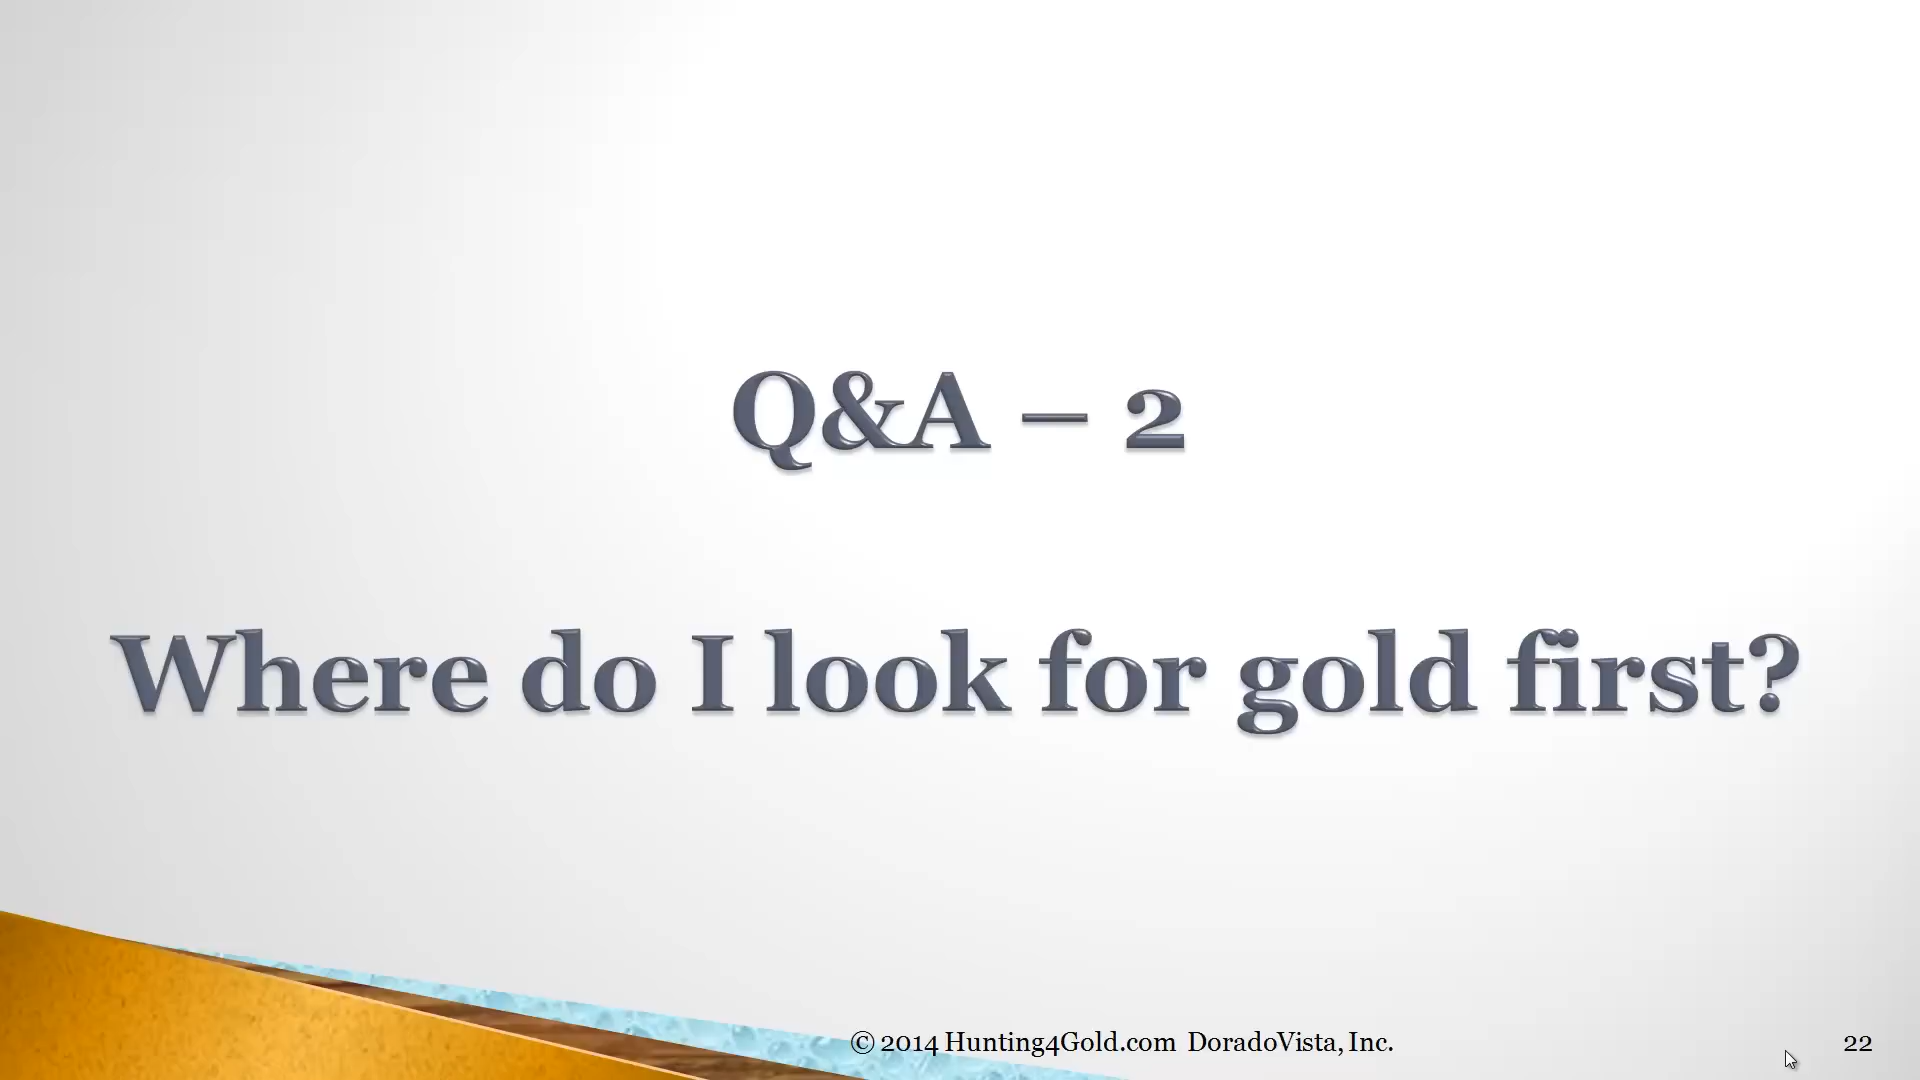 Q&A – 2
Where do I look for gold first?
© 2014 Hunting4Gold.com DoradoVista, Inc.
22